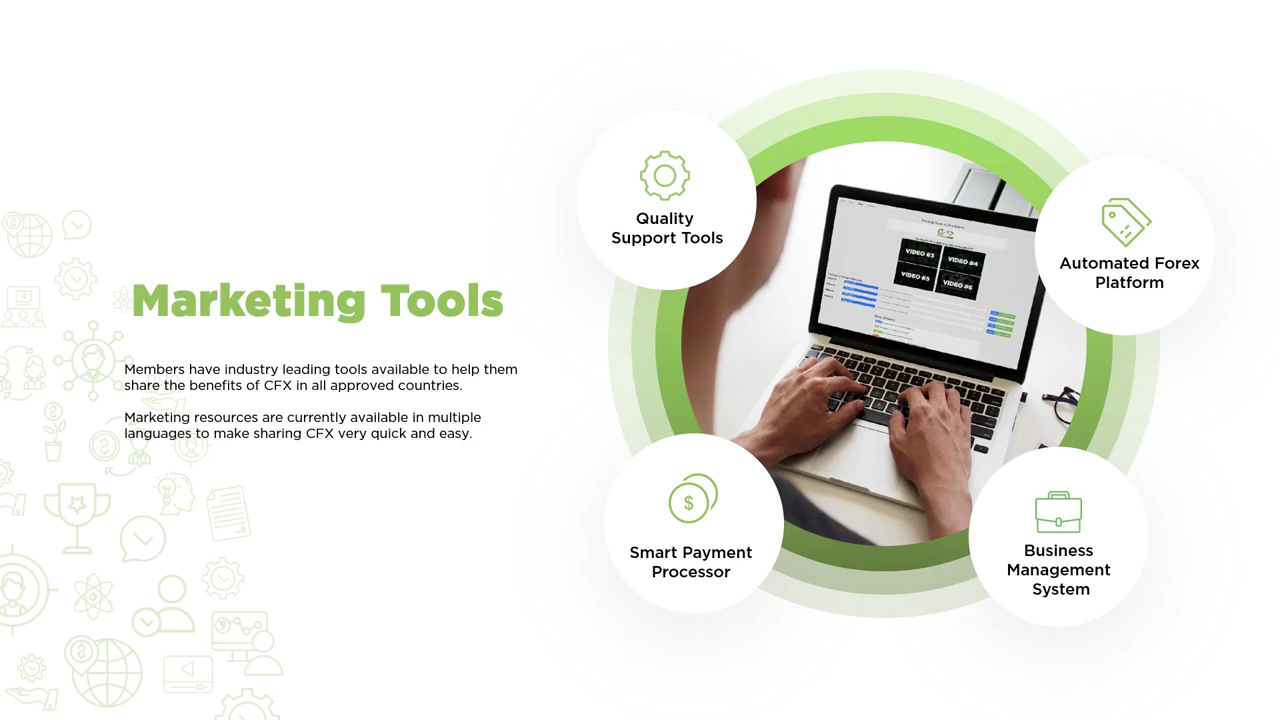 Marketing Tools
Members have industry leading tools available to help them
share the benefits of CFX in all approved countries.
Marketing resources are currently available in multiple
languages to make sharing CFX very quick and easy.
Quality
Support Tools
Automated Forex
Platform
VIDEO #3
VIDEO #4
VIDEO #5
VIDEO #6
Smart Payment
Processor
$
Business
Management
System